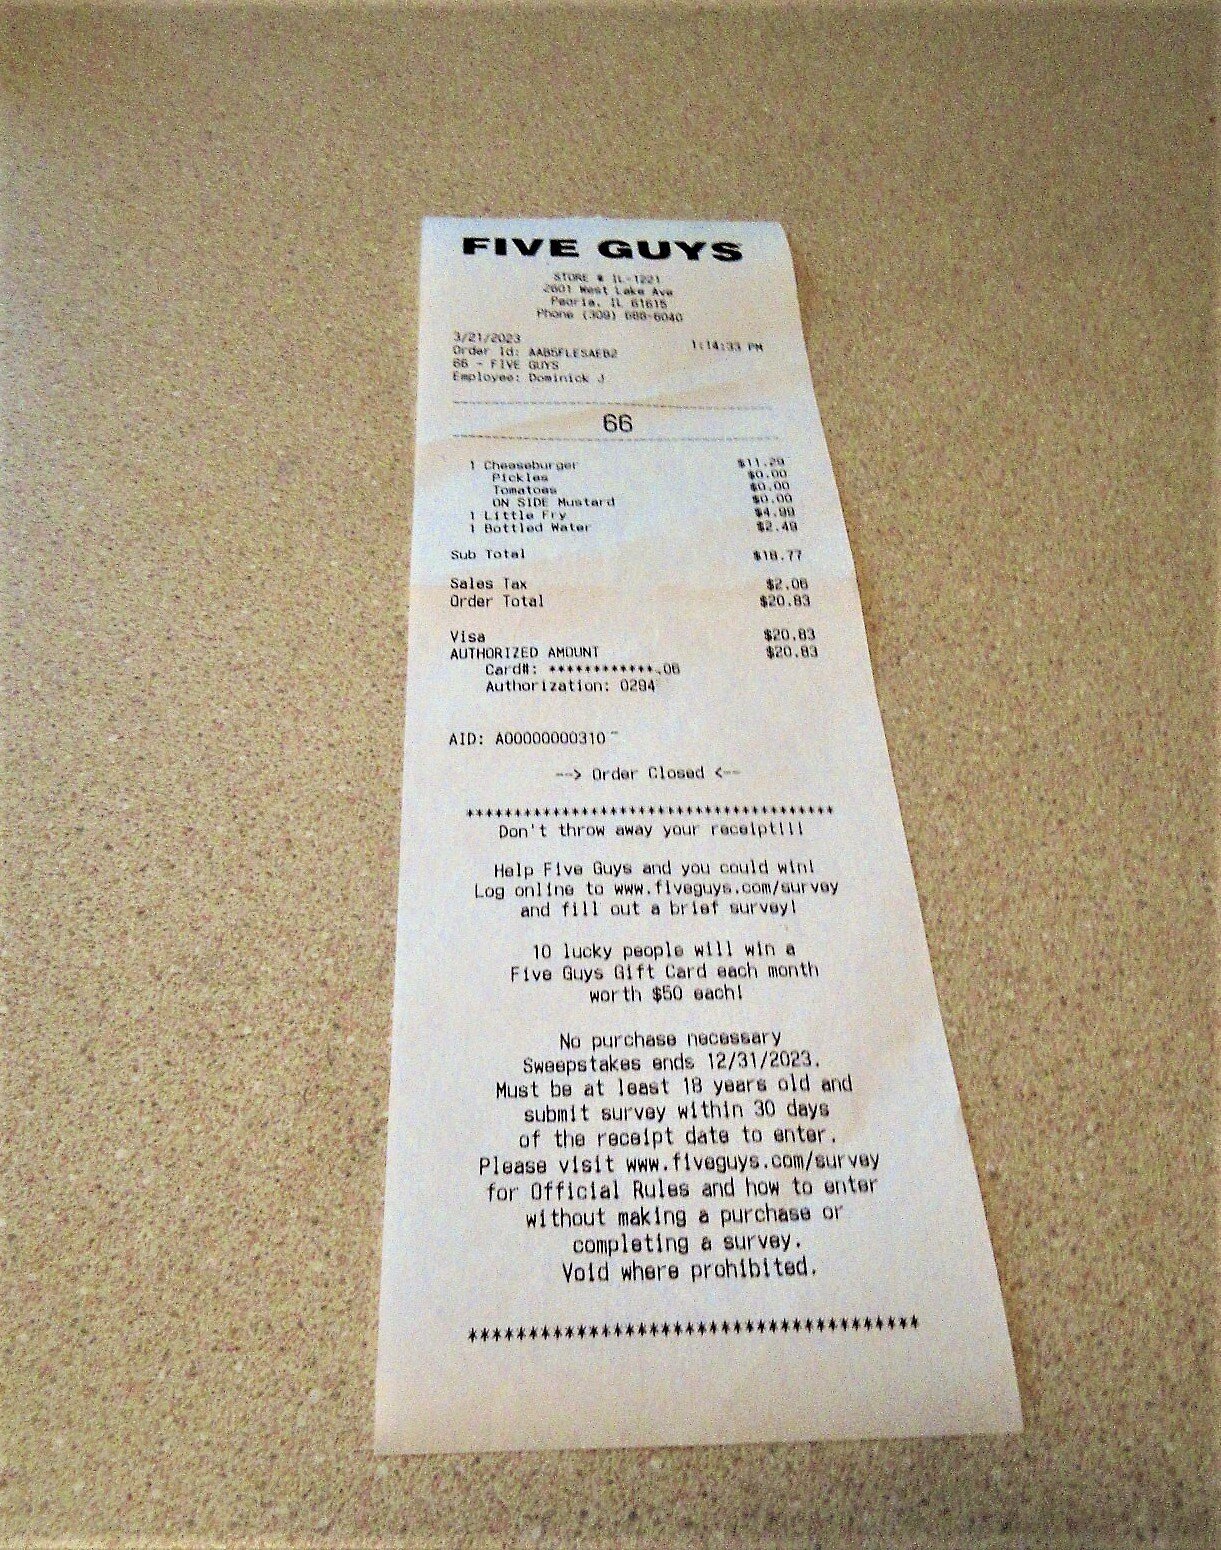 FIVE GUYS
STORE # IL-1221
2601 West Lake Ave
Peoria, IL 61615
Phone (309) 688-6040
3/21/2023 1:14:33 PM
Order Id: AAB5FLESAEB2
66 - FIVE GUYS
Employee: Dominick J
66
1 Cheeseburger $11.29
Pickles $0.00
Tomatoes $0.00
ON SIDE Mustard $0.00
1 Little Fry $4.99
1 Bottled Water $2.49
Sub Total $18.77
Sales Tax $2.06
Order Total $20.83
Visa $20.83
AUTHORIZED AMOUNT $20.83
Card#: ************.06
Authorization: 0294
AID: A00000000310
--> Order Closed <--
***************************************
Don't throw away your receipt!!!
Help Five Guys and you could win!
Log online to www.fiveguys.com/survey
and fill out a brief survey!
10 lucky people will win a
Five Guys Gift Card each month
worth $50 each!
No purchase necessary
Sweepstakes ends 12/31/2023.
Must be at least 18 years old and
submit survey within 30 days
of the receipt date to enter.
Please visit www.fiveguys.com/survey
for Official Rules and how to enter
without making a purchase or
completing a survey.
Void where prohibited.
***************************************